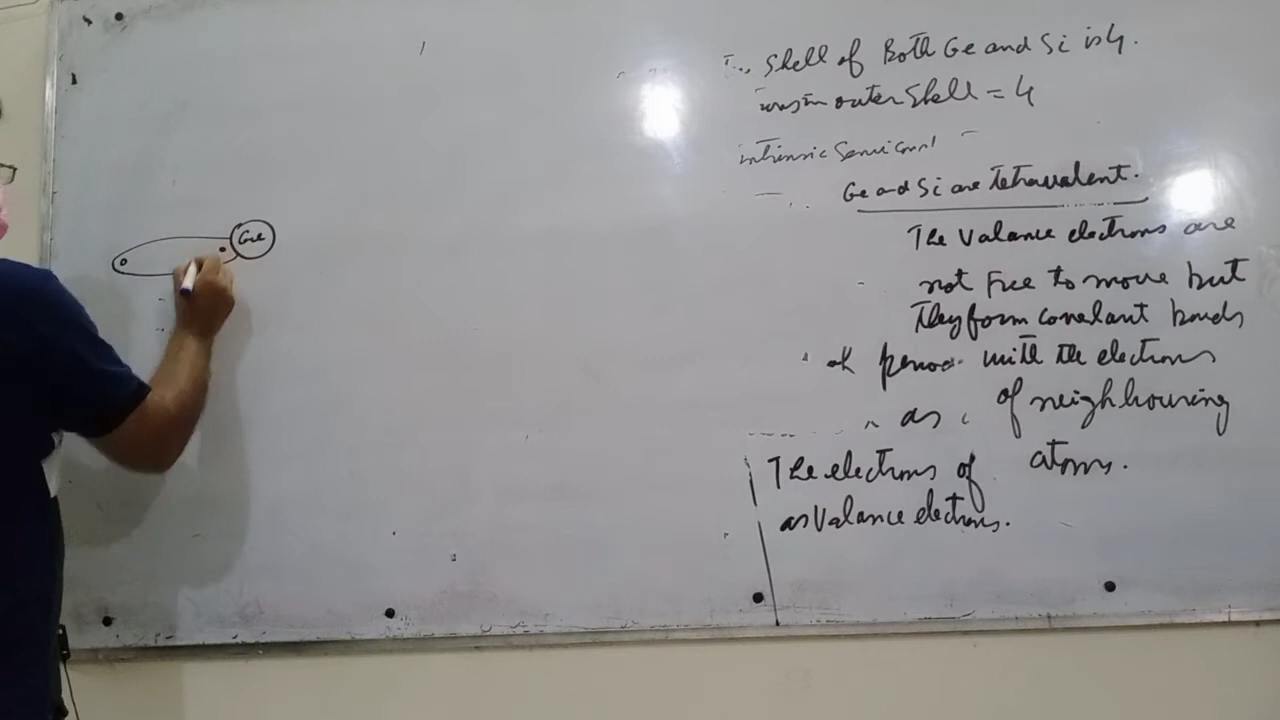 Shell of Both Ge and Si is 4.
outer Shell = 4
intrinsic
Ge and Si are Tetravalent.
The Valance electrons are
not Free to move but
They form covalant bonds
with the electrons
as of neighbouring
The electrons of atoms.
as Valance electrons.
Ge